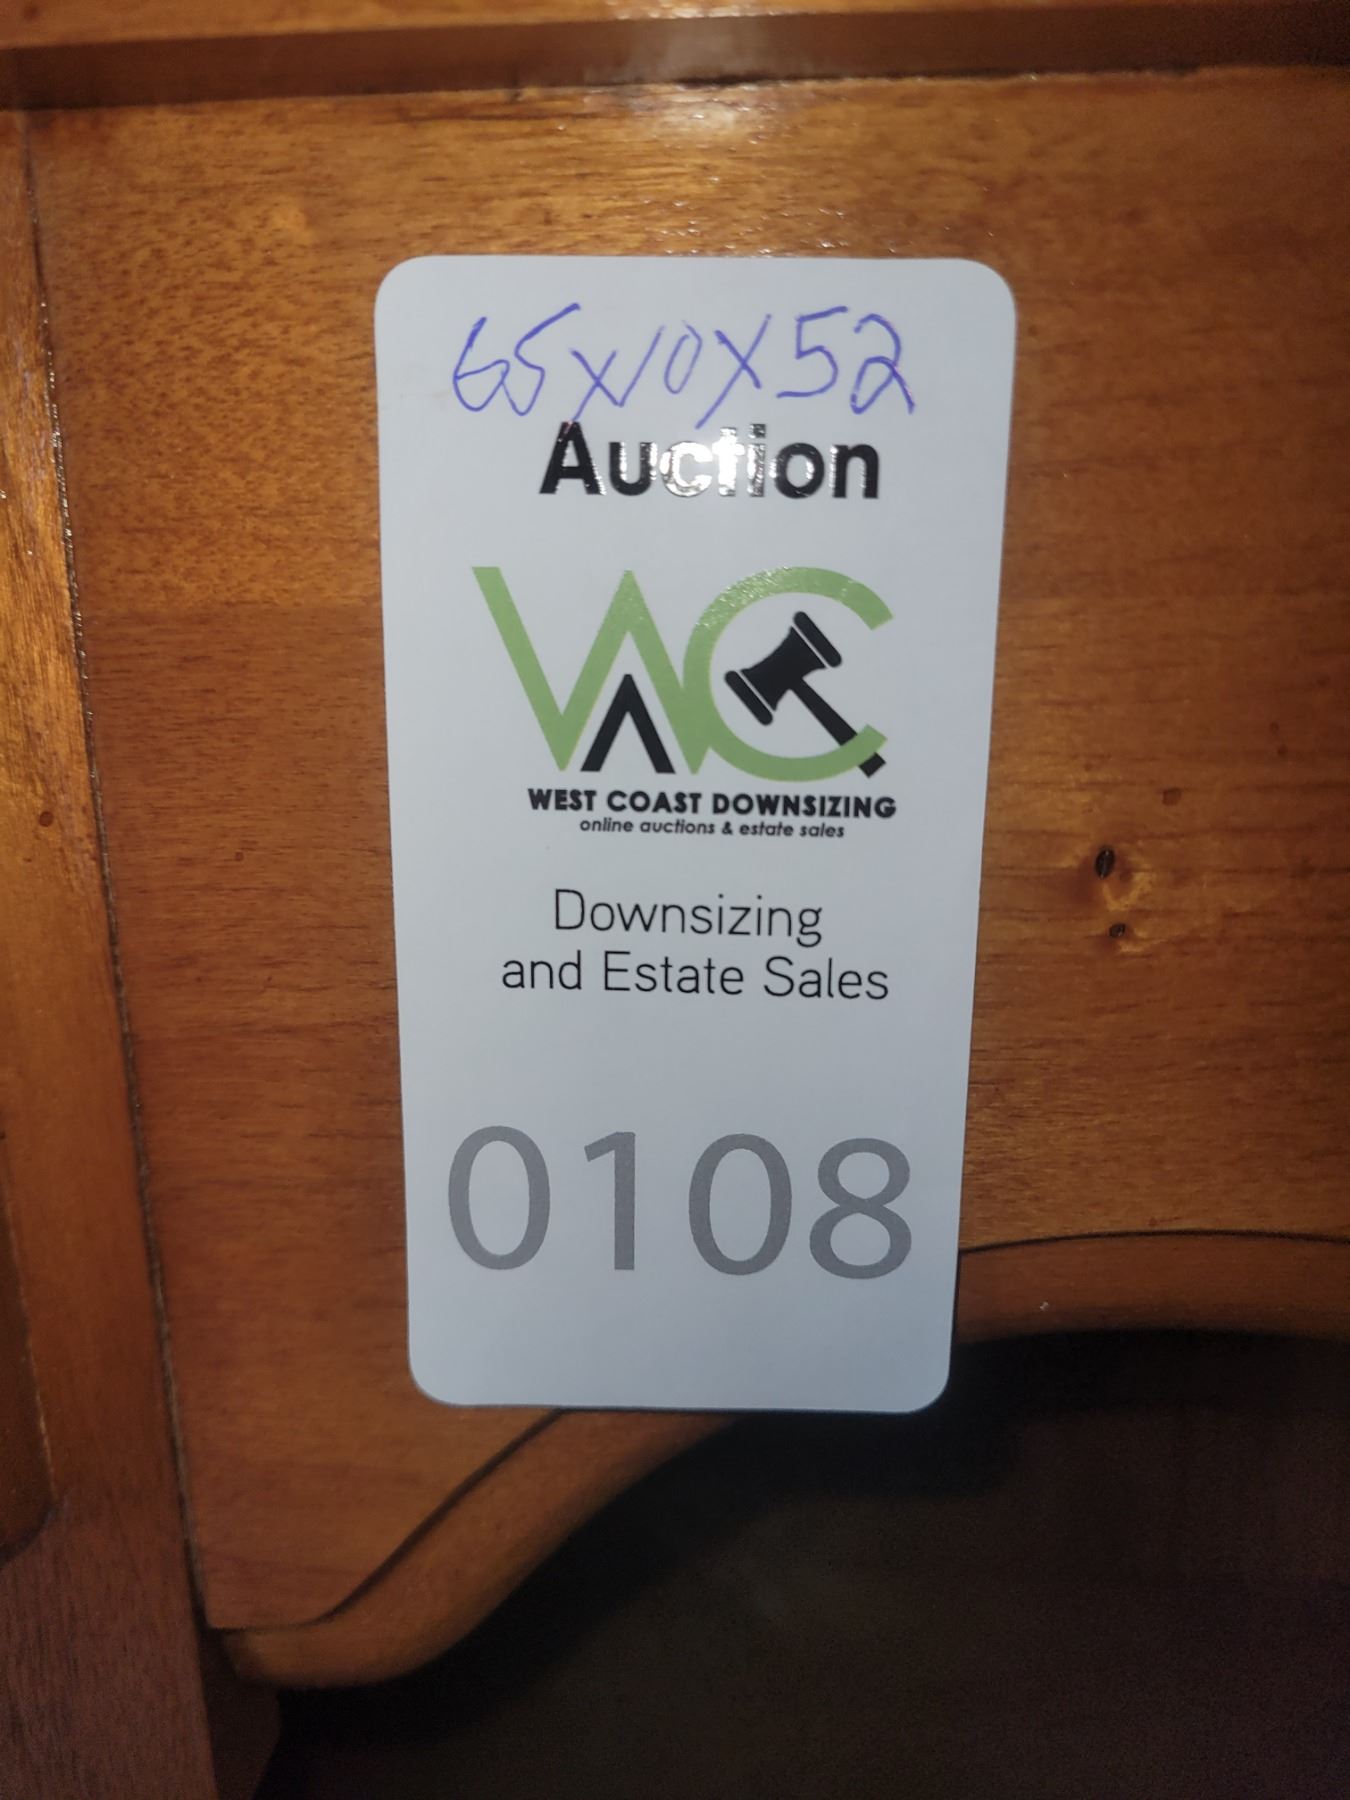 65x10x52
Auction
WC
WEST COAST DOWNSIZING
online auctions & estate sales
Downsizing
and Estate Sales
0108